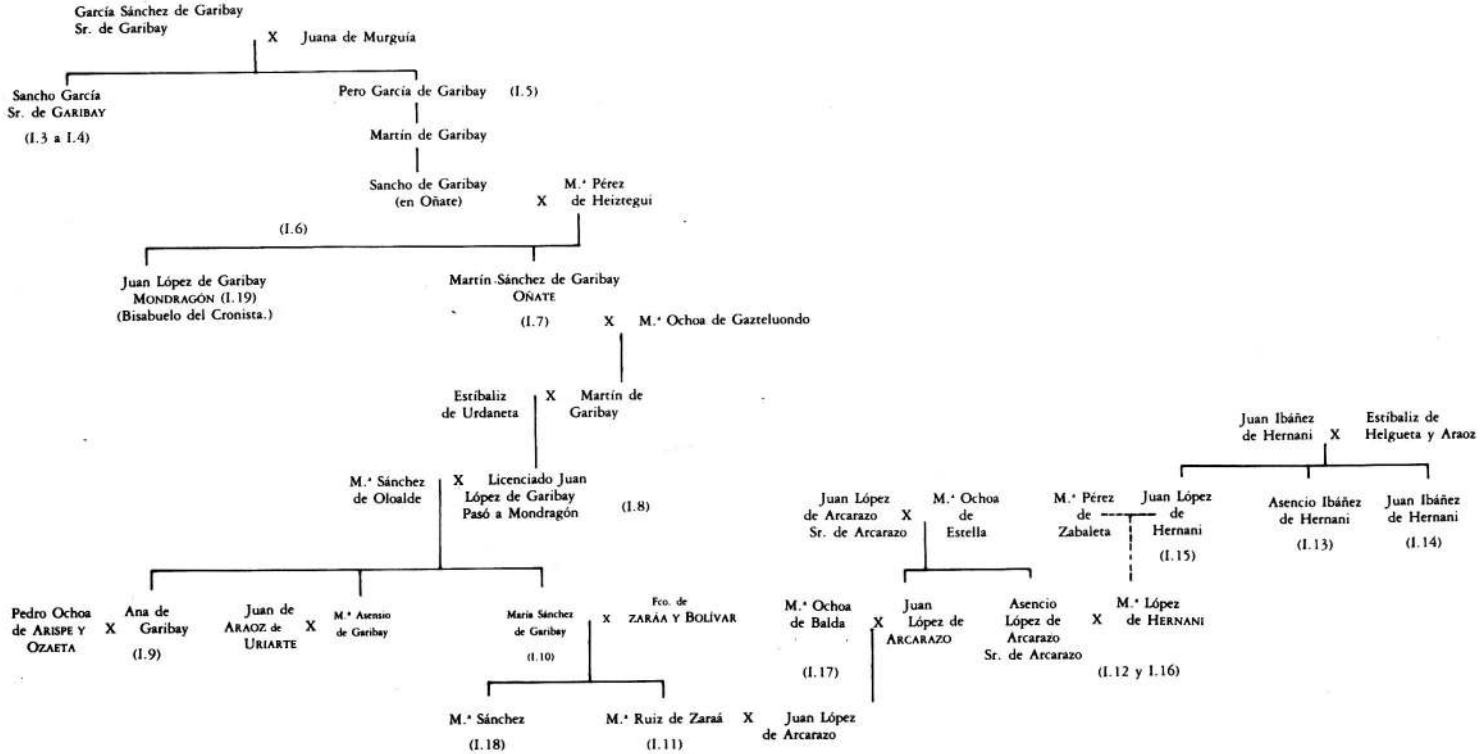 García Sánchez de Garibay
Sr. de Garibay
X Juana de Murguía
Sancho García
Sr. de GARIBAY
(I.3 a I.4)
Pero García de Garibay (I.5)
Martín de Garibay
Sancho de Garibay
(en Oñate)
X
M.ª Pérez
de Heiztegui
(I.6)
Juan López de Garibay
MONDRAGÓN (I.19)
(Bisabuelo del Cronista.)
Martín Sánchez de Garibay
OÑATE
(I.7) X M.ª Ochoa de Gazteluondo
Estíbaliz
de Urdaneta
X
Martín de
Garibay
Juan Ibáñez
de Hernani
X
Estíbaliz de
Helgueta y Araoz
M.ª Sánchez
de Oloalde
X
Licenciado Juan
López de Garibay
Pasó a Mondragón
(I.8)
Juan López
de Arcarazo
Sr. de Arcarazo
X
M.ª Ochoa
de
Estella
M.ª Pérez
de
Zabaleta
Juan López
de
Hernani
(I.15)
Asencio Ibáñez
de Hernani
(I.13)
Juan Ibáñez
de Hernani
(I.14)
Pedro Ochoa
de ARISPE Y
OZAETA
X
Ana de
Garibay
(I.9)
Juan de
ARAOZ de
URIARTE
X
M.ª Asensio
de Garibay
María Sánchez
de Garibay
(I.10)
X
Fco. de
ZARÁA Y BOLÍVAR
M.ª Ochoa
de Balda
(I.17)
X
Juan
López de
ARCARAZO
Asencio
López de
Arcarazo
Sr. de Arcarazo
X
M.ª López
de HERNANI
(I.12 y I.16)
M.ª Sánchez
(I.18)
M.ª Ruiz de Zaraá
(I.11)
X
Juan López
de Arcarazo